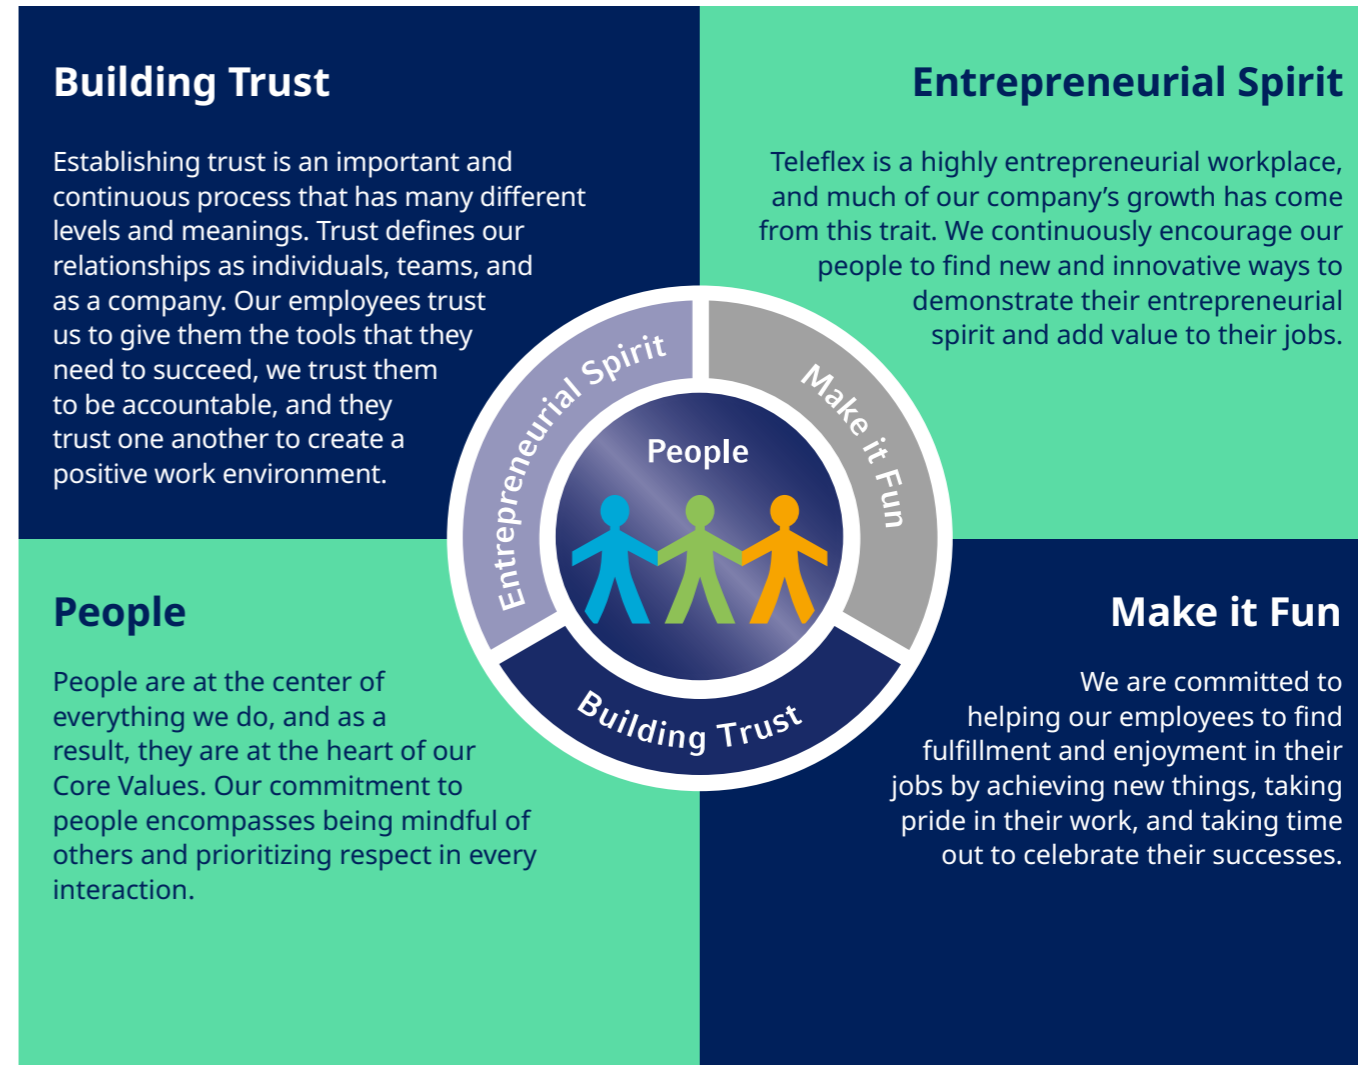 Building Trust
Establishing trust is an important and
continuous process that has many different
levels and meanings. Trust defines our
relationships as individuals, teams, and
as a company. Our employees trust
us to give them the tools that they
need to succeed, we trust them
to be accountable, and they
trust one another to create a
positive work environment.
Entrepreneurial Spirit
Teleflex is a highly entrepreneurial workplace,
and much of our company’s growth has come
from this trait. We continuously encourage our
people to find new and innovative ways to
demonstrate their entrepreneurial
spirit and add value to their jobs.
Entrepreneurial Spirit
Make it Fun
People
Building Trust
People
People are at the center of
everything we do, and as a
result, they are at the heart of our
Core Values. Our commitment to
people encompasses being mindful of
others and prioritizing respect in every
interaction.
Make it Fun
We are committed to
helping our employees to find
fulfillment and enjoyment in their
jobs by achieving new things, taking
pride in their work, and taking time
out to celebrate their successes.